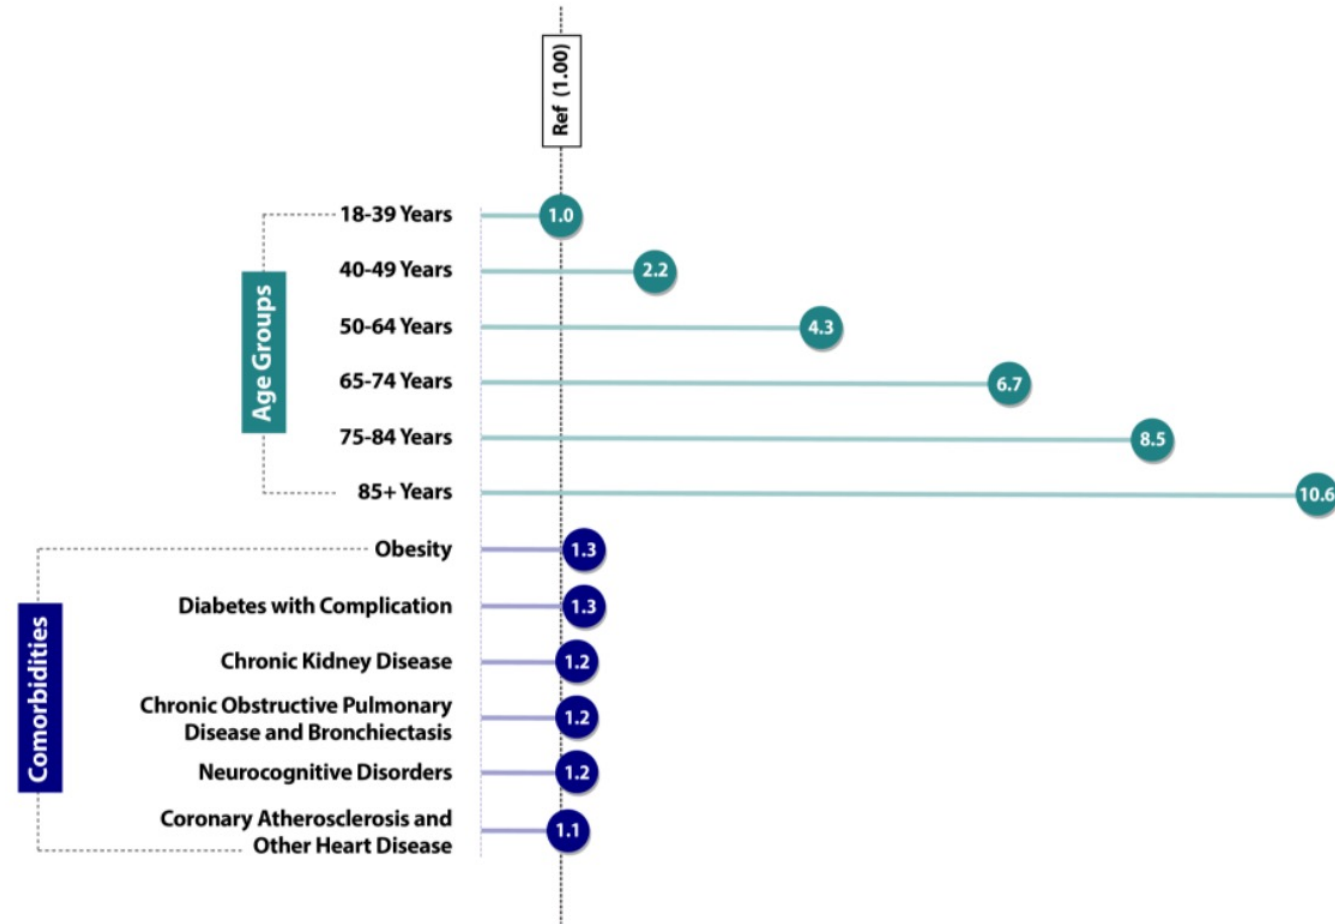 Ref (1.00)
Age Groups
18-39 Years 1.0
40-49 Years 2.2
50-64 Years 4.3
65-74 Years 6.7
75-84 Years 8.5
85+ Years 10.6
Comorbidities
Obesity 1.3
Diabetes with Complication 1.3
Chronic Kidney Disease 1.2
Chronic Obstructive Pulmonary
Disease and Bronchiectasis 1.2
Neurocognitive Disorders 1.2
Coronary Atherosclerosis and
Other Heart Disease 1.1